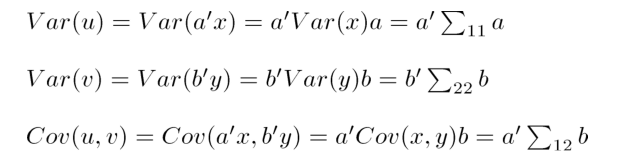 Var(u) = Var(a′x) = a′Var(x)a = a′ ∑₁₁ a
Var(v) = Var(b′y) = b′Var(y)b = b′ ∑₂₂ b
Cov(u, v) = Cov(a′x, b′y) = a′Cov(x, y)b = a′ ∑₁₂ b